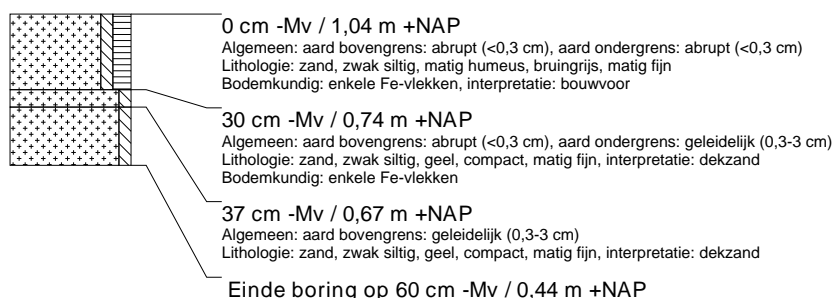 0 cm -Mv / 1,04 m +NAP
Algemeen: aard bovengrens: abrupt (<0,3 cm), aard ondergrens: abrupt (<0,3 cm)
Lithologie: zand, zwak siltig, matig humeus, bruingrijs, matig fijn
Bodemkundig: enkele Fe-vlekken, interpretatie: bouwvoor
30 cm -Mv / 0,74 m +NAP
Algemeen: aard bovengrens: abrupt (<0,3 cm), aard ondergrens: geleidelijk (0,3-3 cm)
Lithologie: zand, zwak siltig, geel, compact, matig fijn, interpretatie: dekzand
Bodemkundig: enkele Fe-vlekken
37 cm -Mv / 0,67 m +NAP
Algemeen: aard bovengrens: geleidelijk (0,3-3 cm)
Lithologie: zand, zwak siltig, geel, compact, matig fijn, interpretatie: dekzand
Einde boring op 60 cm -Mv / 0,44 m +NAP